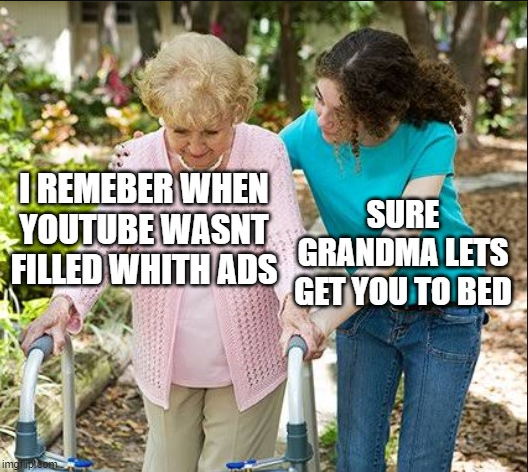 I REMEBER WHEN
YOUTUBE WASNT
FILLED WHITH ADS
SURE
GRANDMA LETS
GET YOU TO BED
imgflip.com